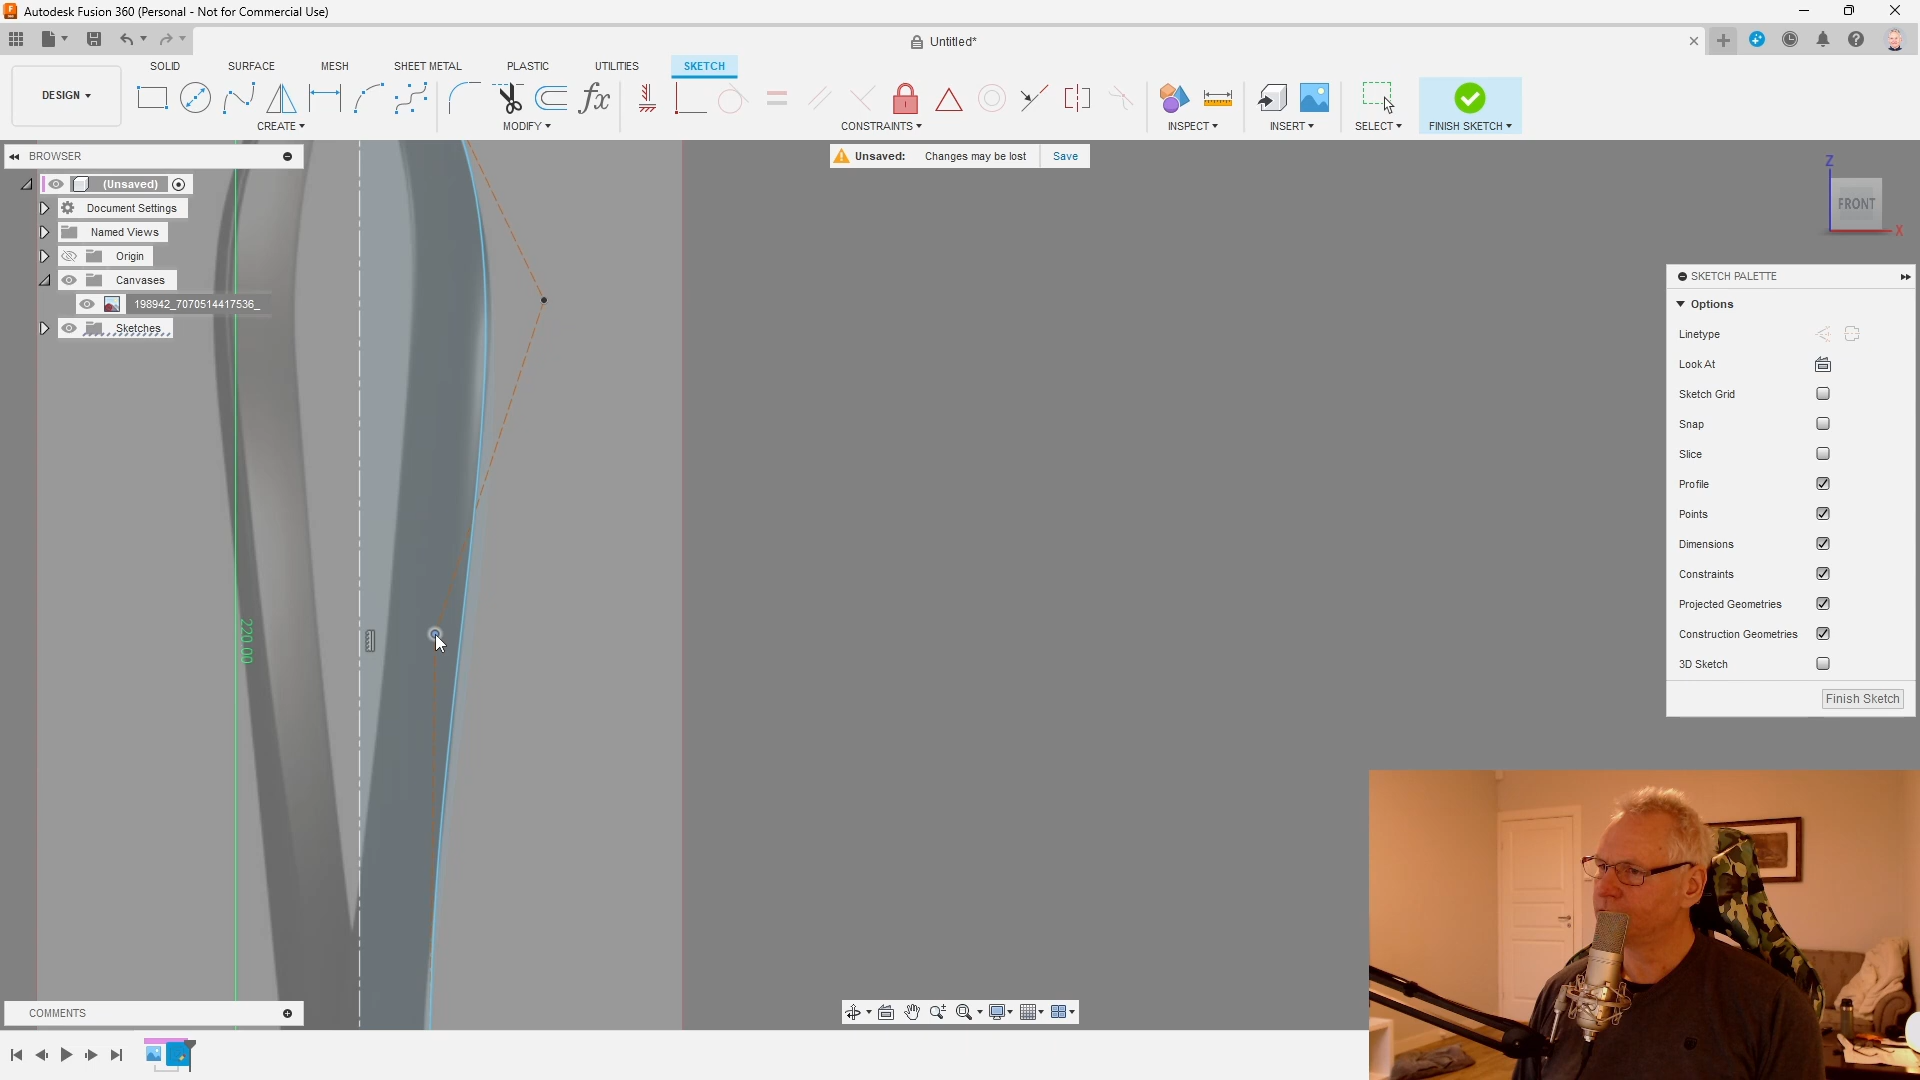 Autodesk Fusion 360 (Personal - Not for Commercial Use)
Untitled*
SOLID SURFACE MESH SHEET METAL PLASTIC UTILITIES SKETCH
DESIGN
fx
CREATE MODIFY CONSTRAINTS INSPECT INSERT SELECT FINISH SKETCH
BROWSER
Unsaved: Changes may be lost Save
(Unsaved)
Document Settings
Named Views
Origin
Canvases
198942_7070514417536_
Sketches
Z
FRONT
X
SKETCH PALETTE
Options
Linetype
Look At
Sketch Grid
Snap
Slice
Profile
Points
Dimensions
Constraints
Projected Geometries
Construction Geometries
3D Sketch
Finish Sketch
220.00
COMMENTS